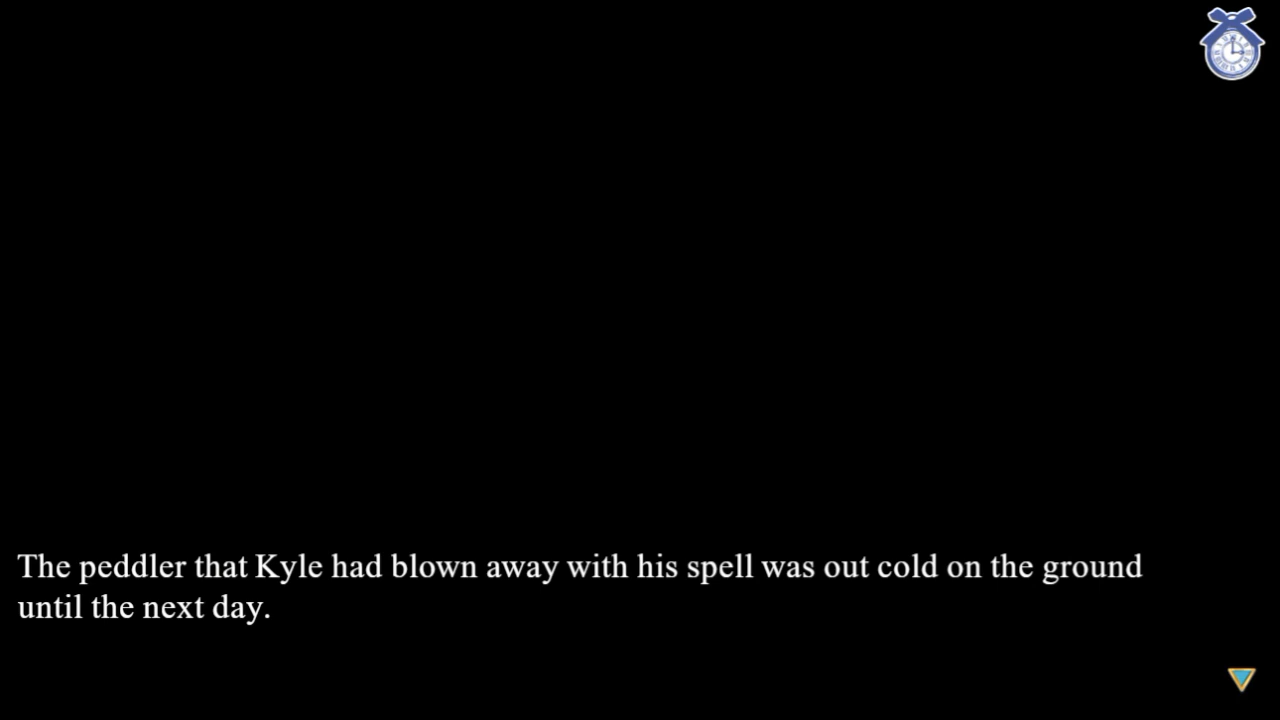 The peddler that Kyle had blown away with his spell was out cold on the ground
until the next day.